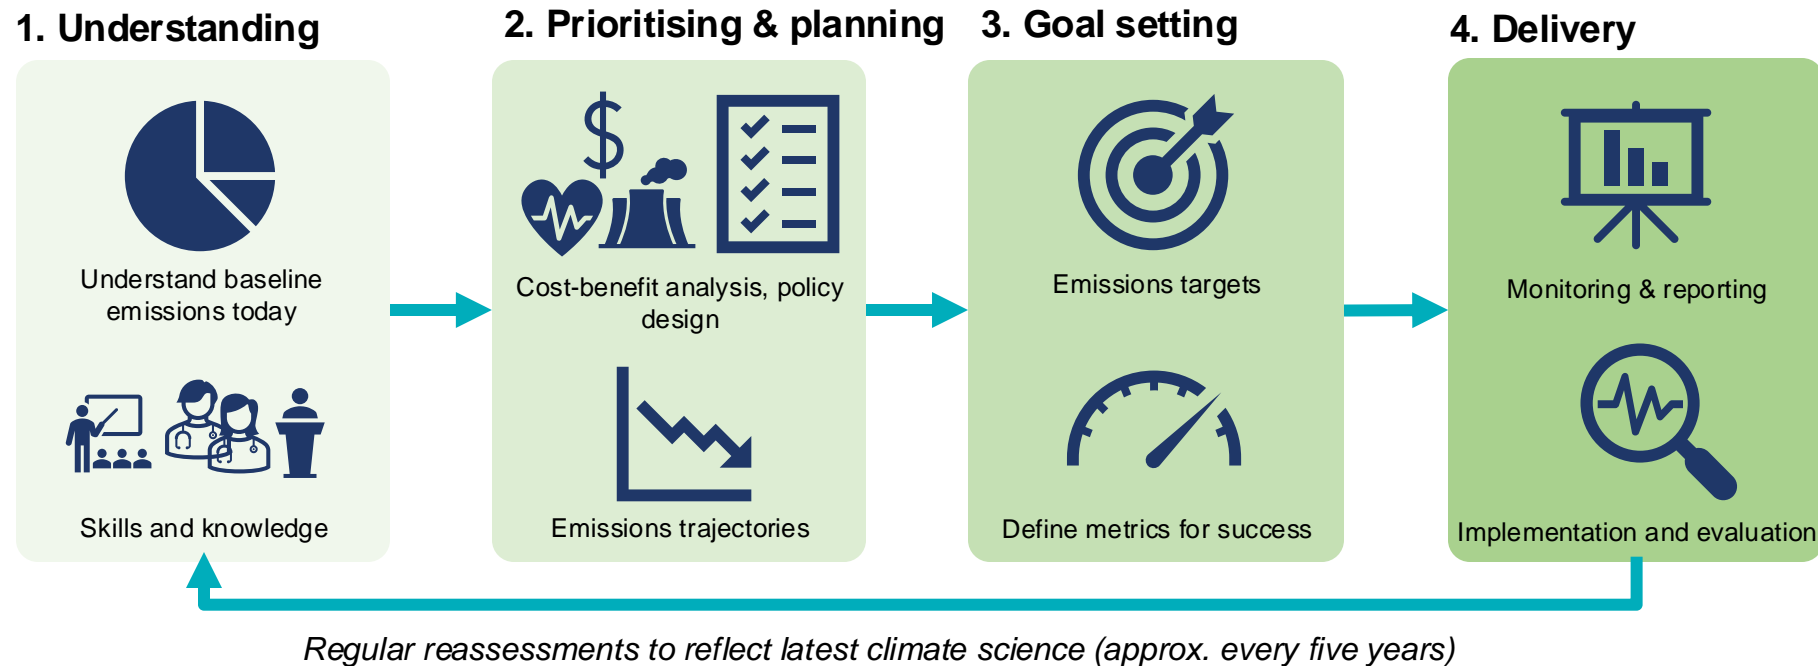 1. Understanding
Understand baseline
emissions today
Skills and knowledge
2. Prioritising & planning
Cost-benefit analysis, policy
design
Emissions trajectories
3. Goal setting
Emissions targets
Define metrics for success
4. Delivery
Monitoring & reporting
Implementation and evaluation
Regular reassessments to reflect latest climate science (approx. every five years)